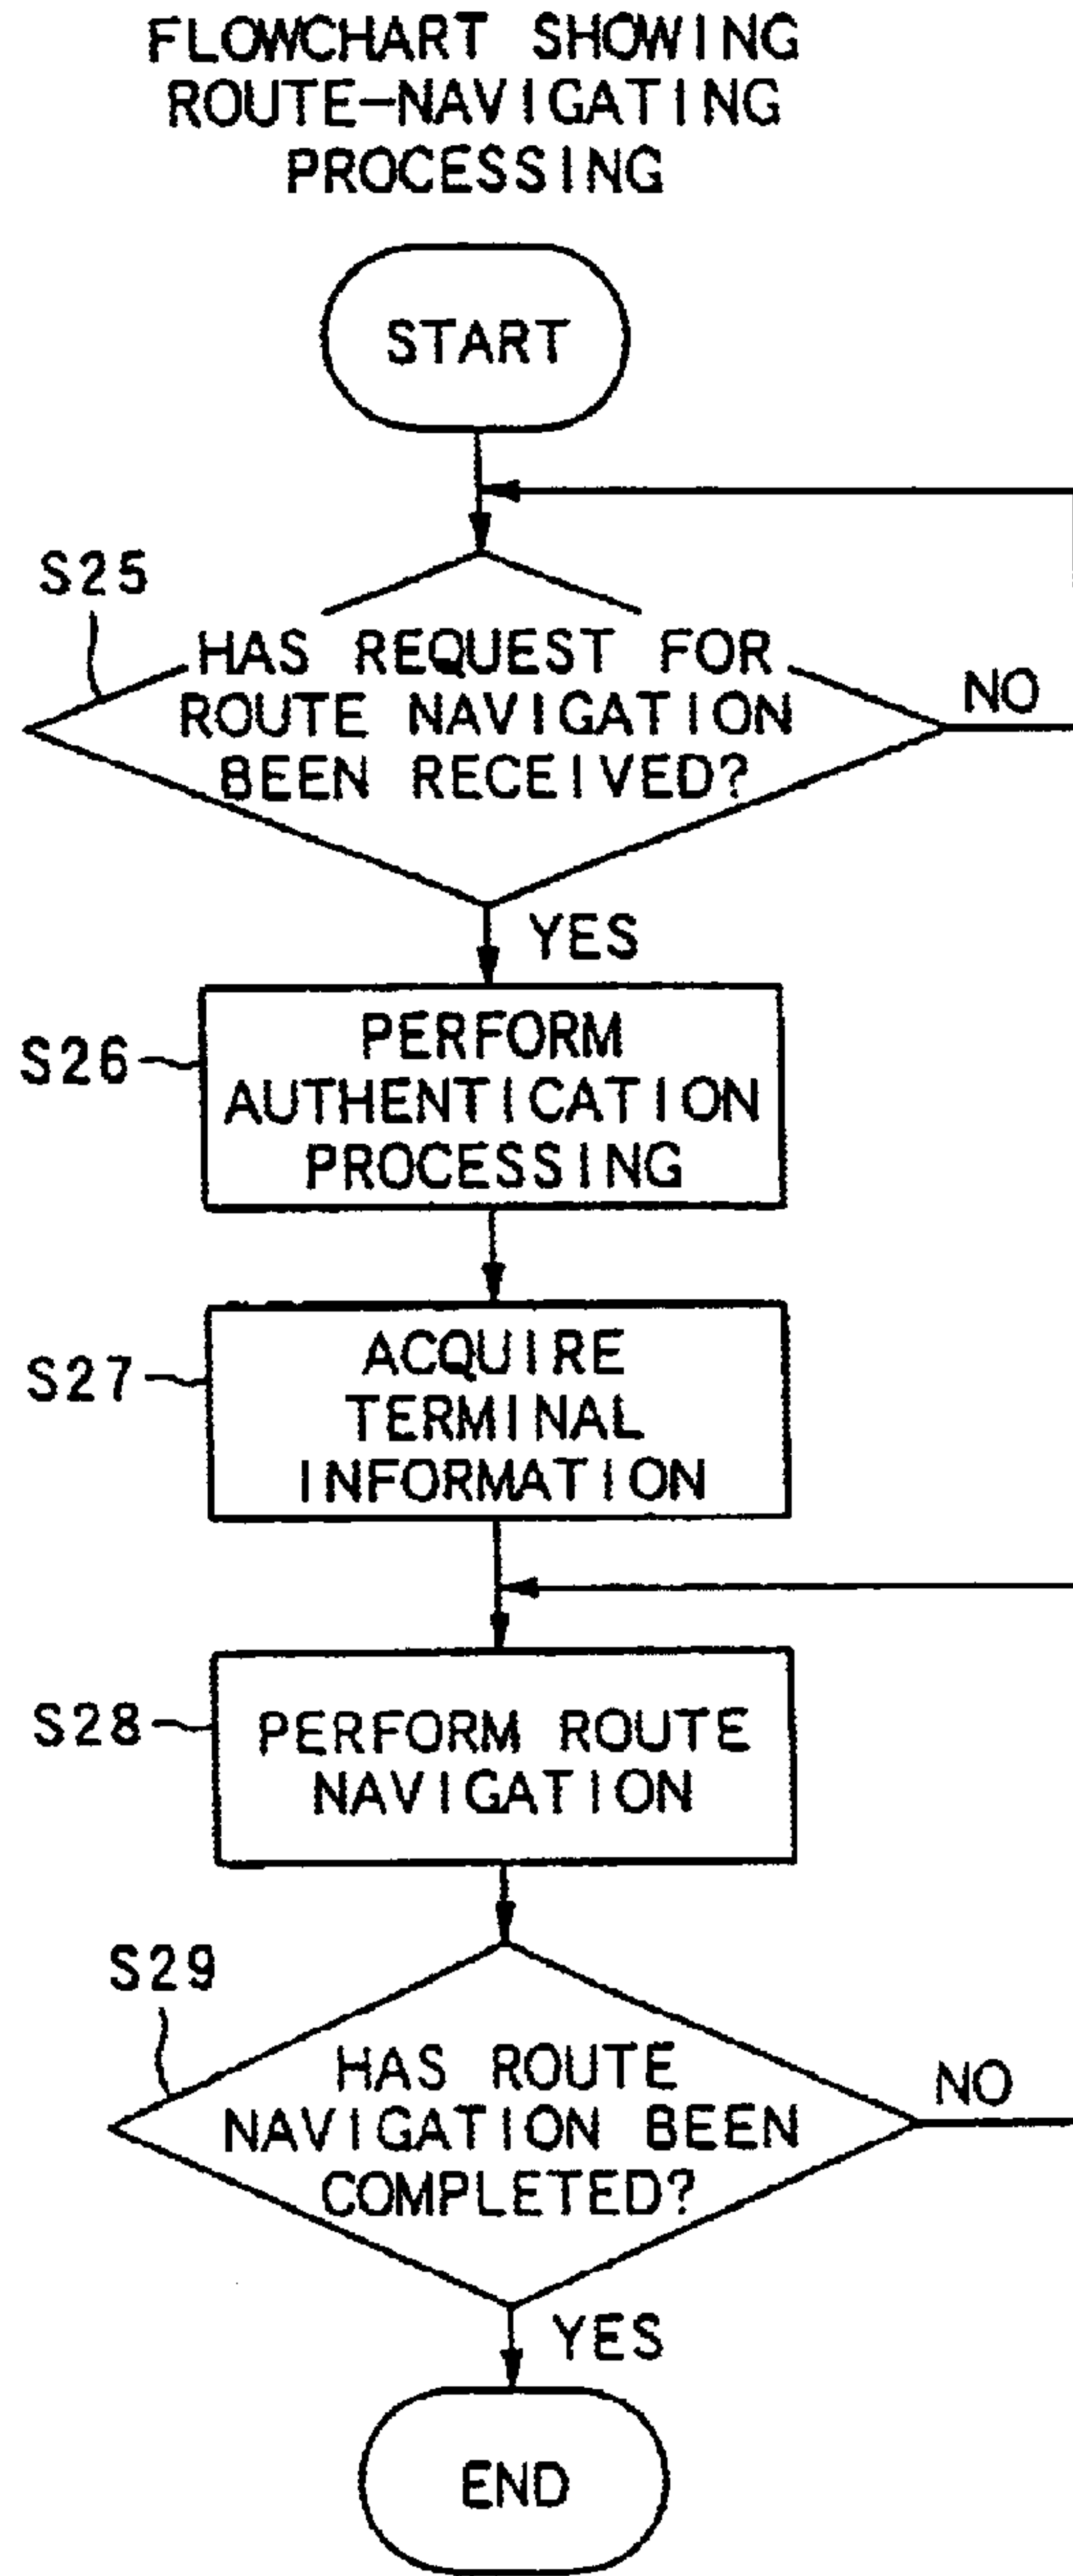 FLOWCHART SHOWING
ROUTE-NAVIGATING
PROCESSING
START
S25
HAS REQUEST FOR
ROUTE NAVIGATION
BEEN RECEIVED?
NO
YES
S26
PERFORM
AUTHENTICATION
PROCESSING
S27
ACQUIRE
TERMINAL
INFORMATION
S28
PERFORM ROUTE
NAVIGATION
S29
HAS ROUTE
NAVIGATION BEEN
COMPLETED?
NO
YES
END